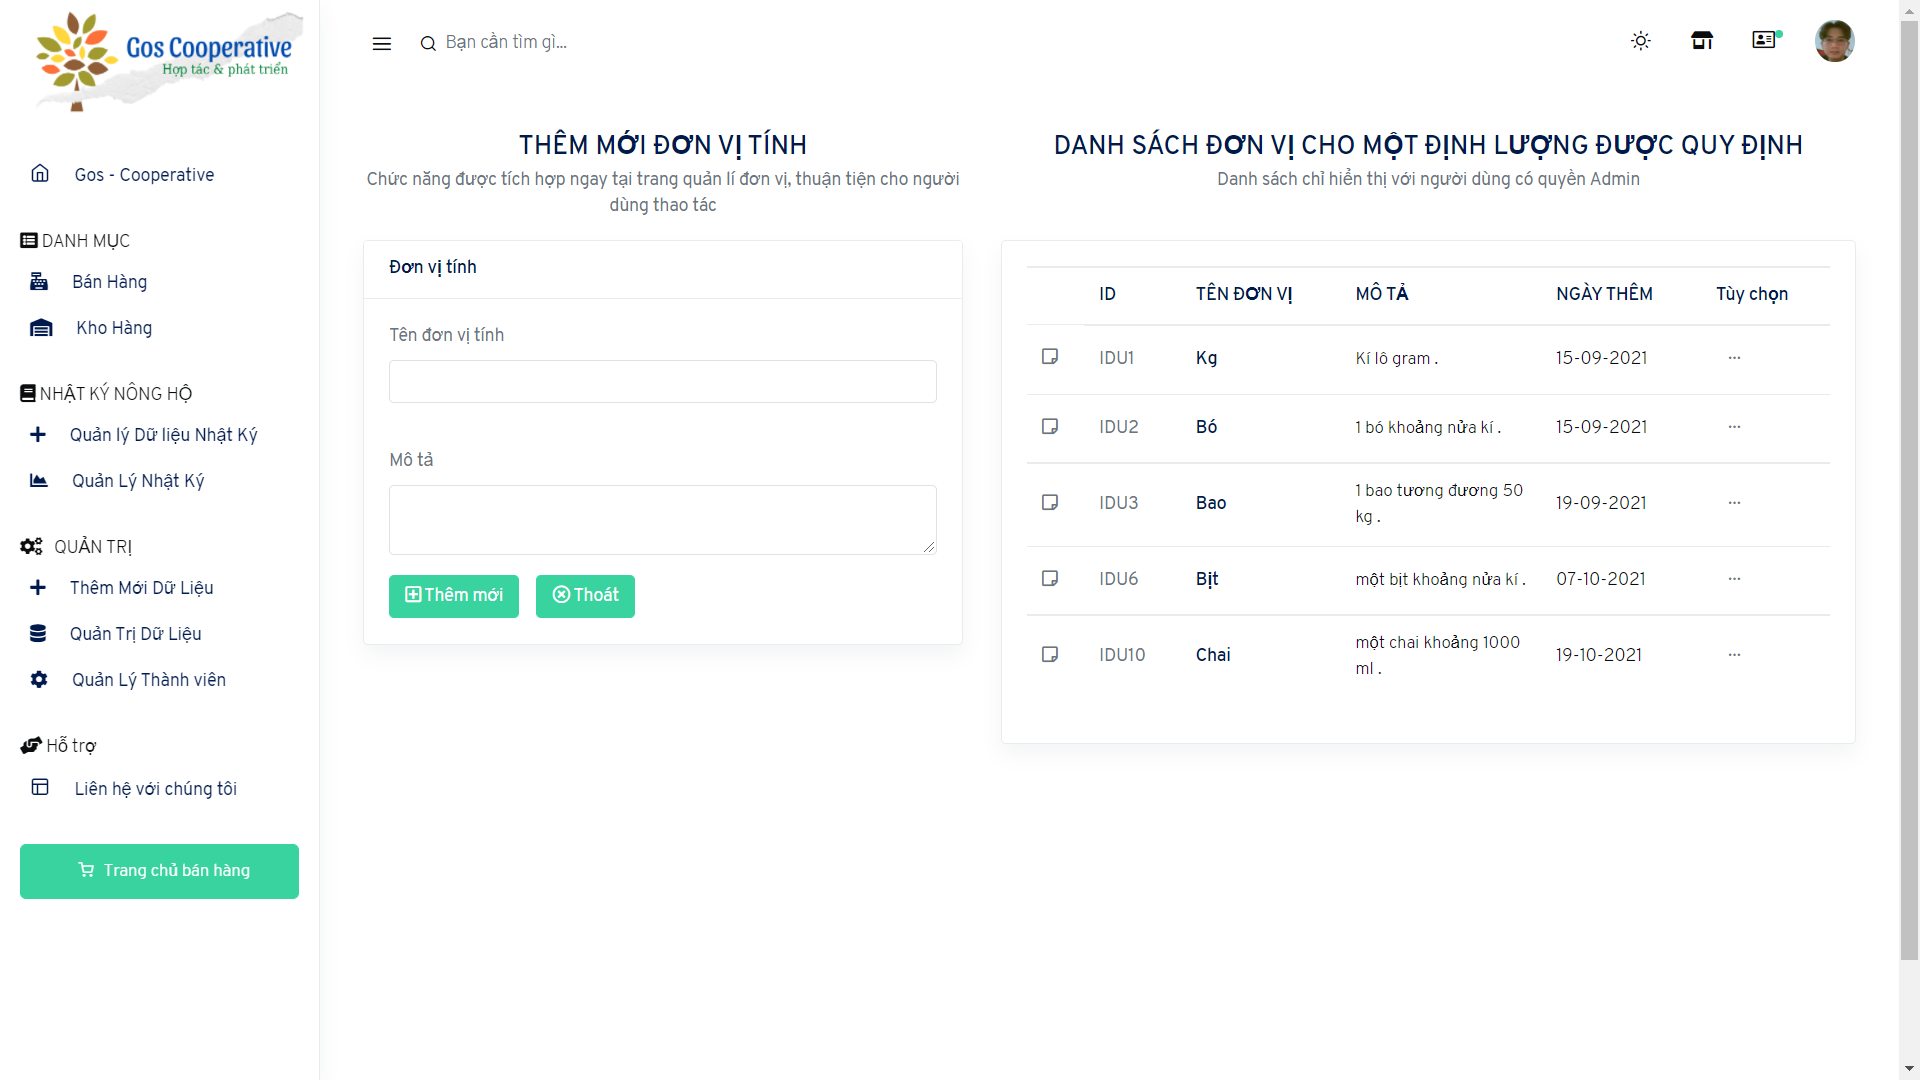 Gos Cooperative
Hợp tác & phát triển
Gos - Cooperative
DANH MỤC
Bán Hàng
Kho Hàng
NHẬT KÝ NÔNG HỘ
Quản lý Dữ liệu Nhật Ký
Quản Lý Nhật Ký
QUẢN TRỊ
Thêm Mới Dữ Liệu
Quản Trị Dữ Liệu
Quản Lý Thành viên
Hỗ trợ
Liên hệ với chúng tôi
Trang chủ bán hàng
Bạn cần tìm gì...
THÊM MỚI ĐƠN VỊ TÍNH
Chức năng được tích hợp ngay tại trang quản lí đơn vị, thuận tiện cho người
dùng thao tác
Đơn vị tính
Tên đơn vị tính
Mô tả
Thêm mới
Thoát
DANH SÁCH ĐƠN VỊ CHO MỘT ĐỊNH LƯỢNG ĐƯỢC QUY ĐỊNH
Danh sách chỉ hiển thị với người dùng có quyền Admin
ID TÊN ĐƠN VỊ MÔ TẢ NGÀY THÊM Tùy chọn
IDU1 Kg Kí lô gram . 15-09-2021 ...
IDU2 Bó 1 bó khoảng nửa kí . 15-09-2021 ...
IDU3 Bao 1 bao tương đương 50 19-09-2021 ...
kg .
IDU6 Bịt một bịt khoảng nửa kí . 07-10-2021 ...
IDU10 Chai một chai khoảng 1000 19-10-2021 ...
ml .